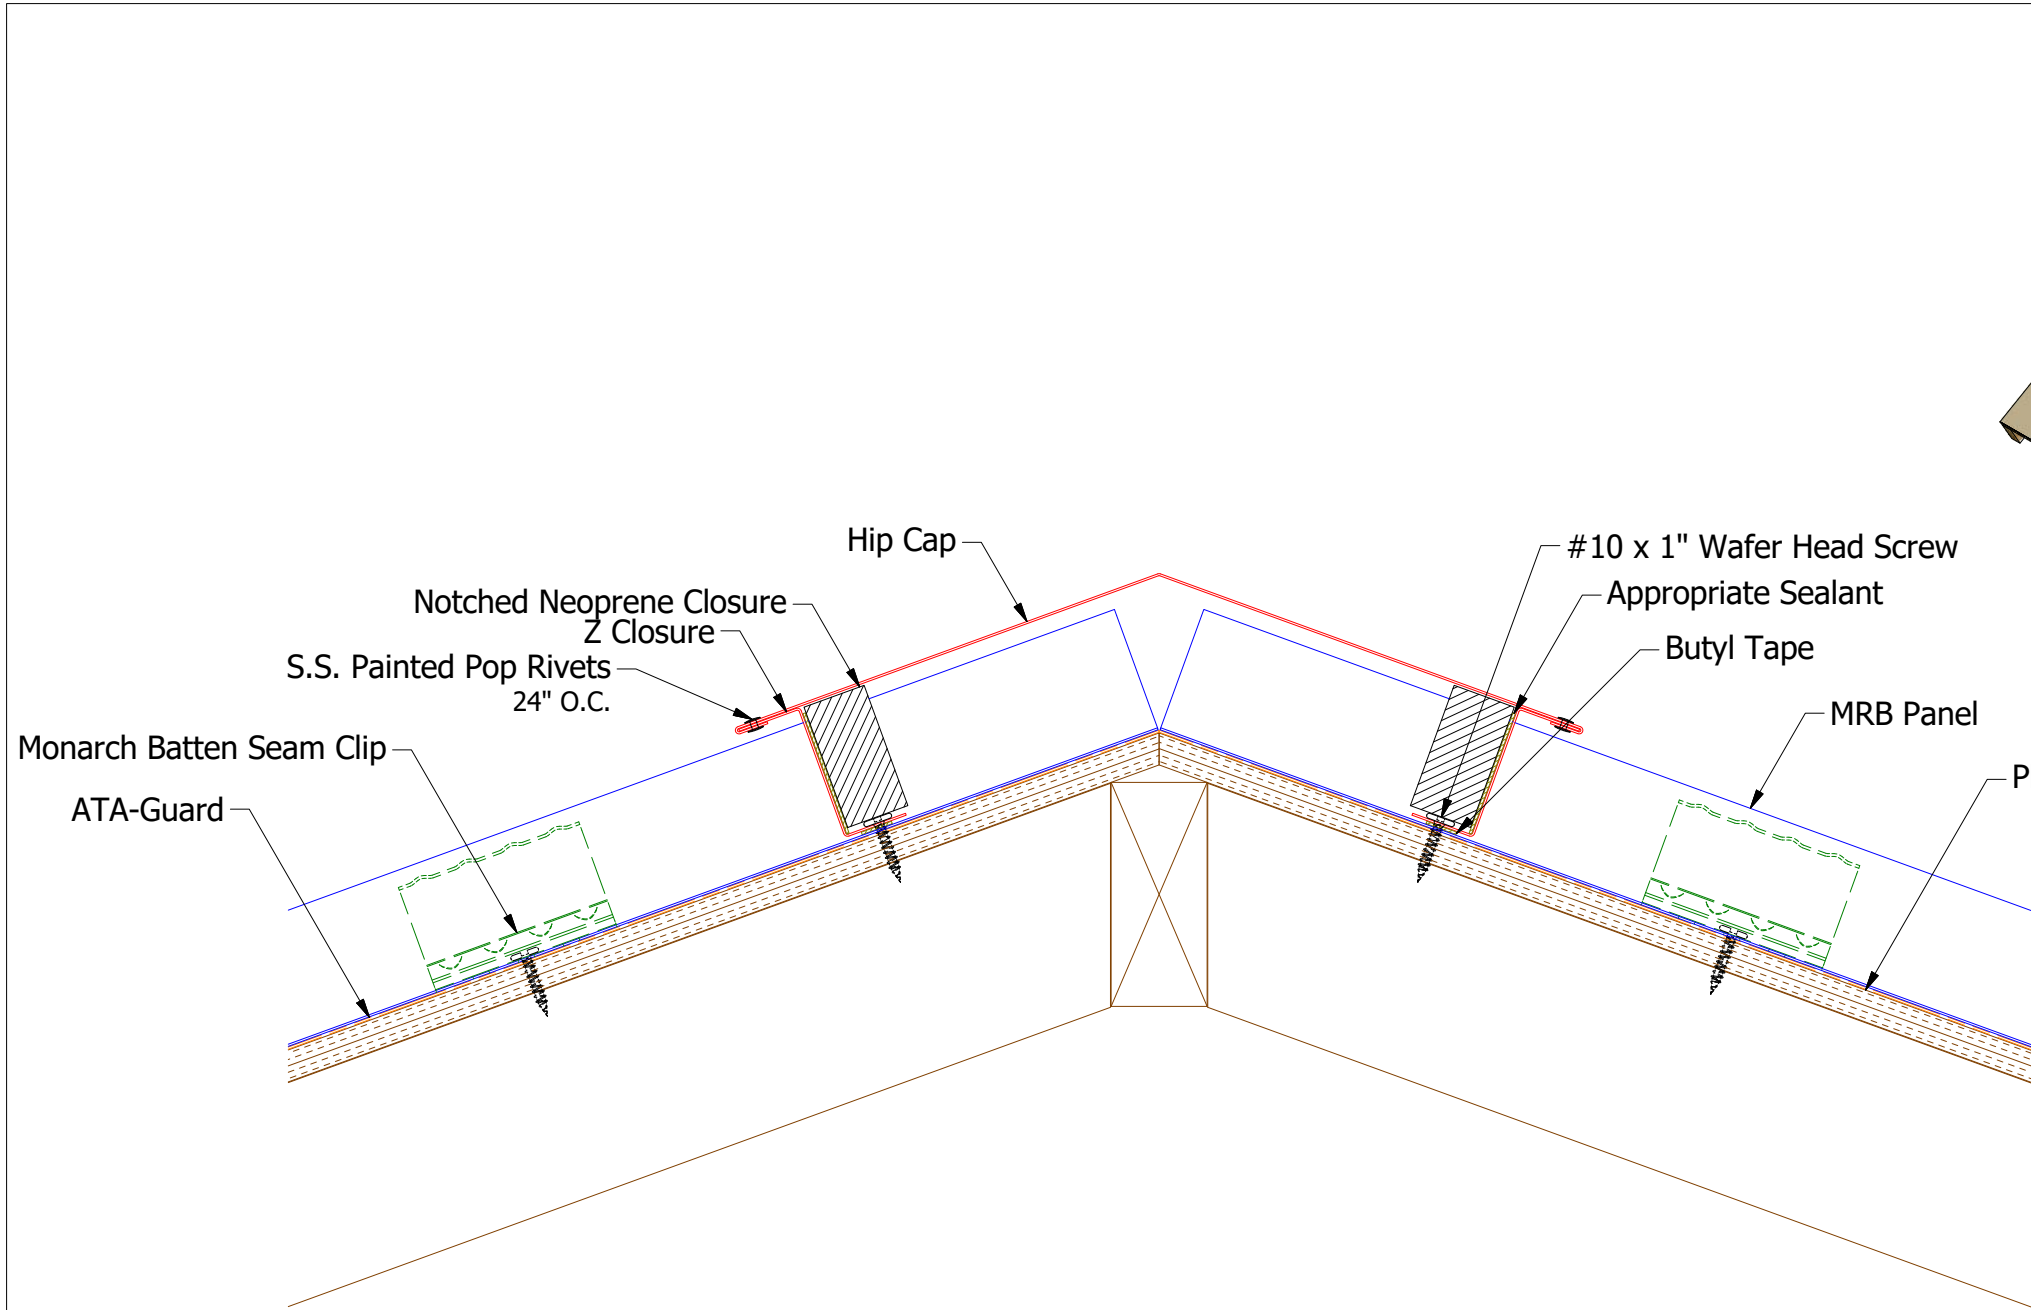 Hip Cap
Notched Neoprene Closure
Z Closure
S.S. Painted Pop Rivets
24" O.C.
Monarch Batten Seam Clip
ATA-Guard
#10 x 1" Wafer Head Screw
Appropriate Sealant
Butyl Tape
MRB Panel
P